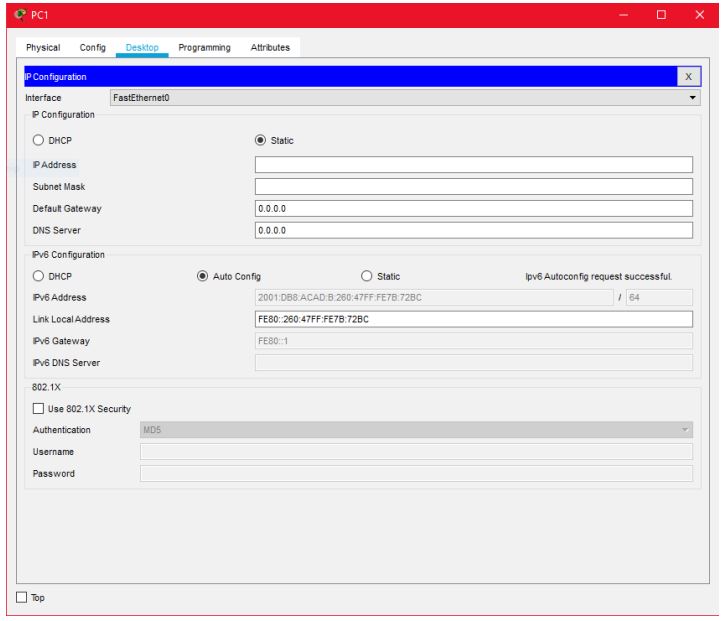 PC1
Physical Config Desktop Programming Attributes
IP Configuration X
Interface FastEthernet0
IP Configuration
DHCP Static
IP Address
Subnet Mask
Default Gateway 0.0.0.0
DNS Server 0.0.0.0
IPv6 Configuration
DHCP Auto Config Static Ipv6 Autoconfig request successful.
IPv6 Address 2001:DB8:ACAD:B:260:47FF:FE7B:72BC / 64
Link Local Address FE80::260:47FF:FE7B:72BC
IPv6 Gateway FE80::1
IPv6 DNS Server
802.1X
Use 802.1X Security
Authentication MD5
Username
Password
Top